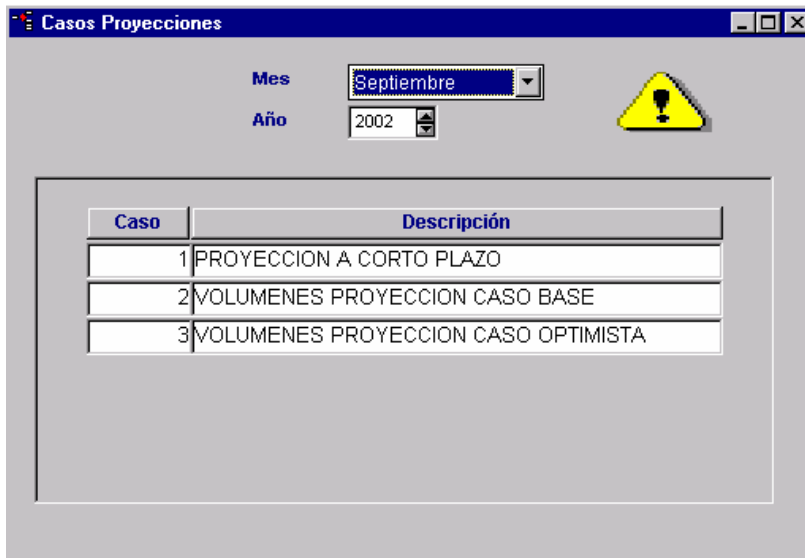 Casos Proyecciones
Mes Septiembre
Año 2002
Caso Descripción
1 PROYECCION A CORTO PLAZO
2 VOLUMENES PROYECCION CASO BASE
3 VOLUMENES PROYECCION CASO OPTIMISTA